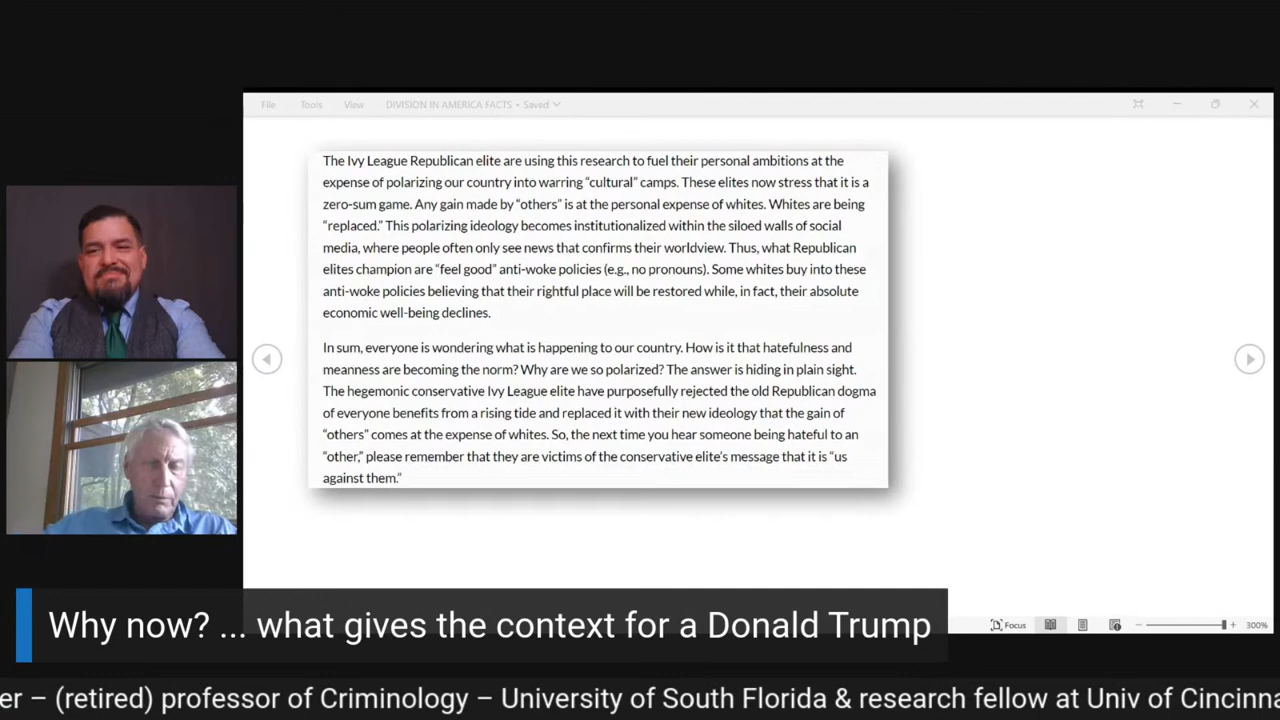 File Tools View DIVISION IN AMERICA FACTS • Saved
The Ivy League Republican elite are using this research to fuel their personal ambitions at the
expense of polarizing our country into warring “cultural” camps. These elites now stress that it is a
zero-sum game. Any gain made by “others” is at the personal expense of whites. Whites are being
“replaced.” This polarizing ideology becomes institutionalized within the siloed walls of social
media, where people often only see news that confirms their worldview. Thus, what Republican
elites champion are “feel good” anti-woke policies (e.g., no pronouns). Some whites buy into these
anti-woke policies believing that their rightful place will be restored while, in fact, their absolute
economic well-being declines.
In sum, everyone is wondering what is happening to our country. How is it that hatefulness and
meanness are becoming the norm? Why are we so polarized? The answer is hiding in plain sight.
The hegemonic conservative Ivy League elite have purposefully rejected the old Republican dogma
of everyone benefits from a rising tide and replaced it with their new ideology that the gain of
“others” comes at the expense of whites. So, the next time you hear someone being hateful to an
“other,” please remember that they are victims of the conservative elite’s message that it is “us
against them.”
Focus 300%
Why now? ... what gives the context for a Donald Trump
er – (retired) professor of Criminology – University of South Florida & research fellow at Univ of Cincinna